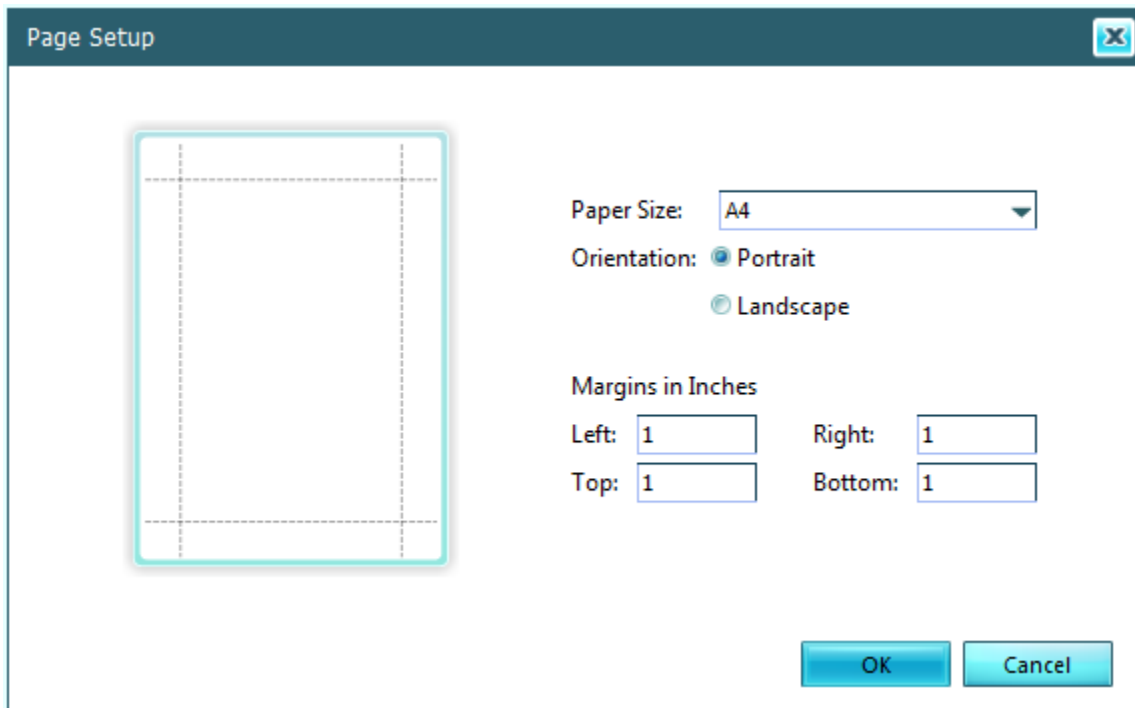 Page Setup
Paper Size: A4
Orientation: Portrait
Landscape
Margins in Inches
Left: 1 Right: 1
Top: 1 Bottom: 1
OK Cancel